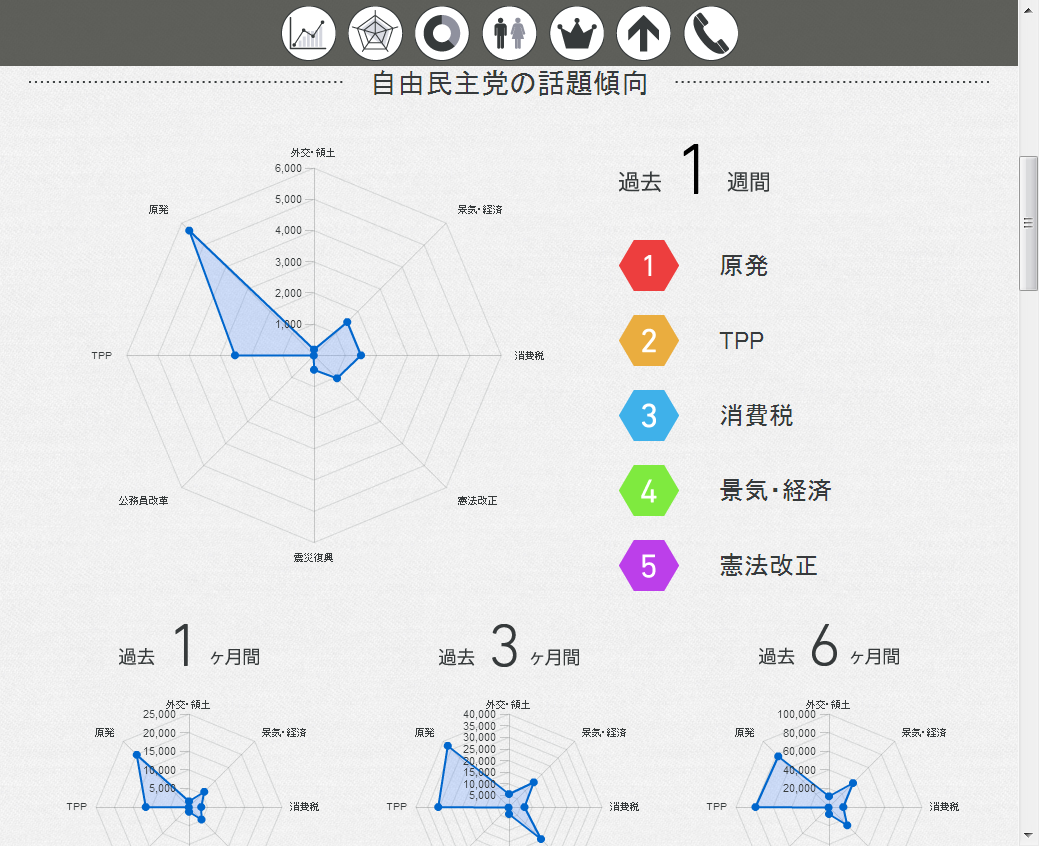 自由民主党の話題傾向
外交・領土
6,000
5,000
4,000
3,000
2,000
1,000
原発
景気・経済
TPP
消費税
公務員改革
憲法改正
震災復興
過去 1 週間
1 原発
2 TPP
3 消費税
4 景気・経済
5 憲法改正
過去 1 ヶ月間
外交・領土
25,000
20,000
15,000
10,000
5,000
原発
景気・経済
TPP
消費税
過去 3 ヶ月間
外交・領土
40,000
35,000
30,000
25,000
20,000
15,000
10,000
5,000
原発
景気・経済
TPP
消費税
過去 6 ヶ月間
外交・領土
100,000
80,000
60,000
40,000
20,000
原発
景気・経済
TPP
消費税